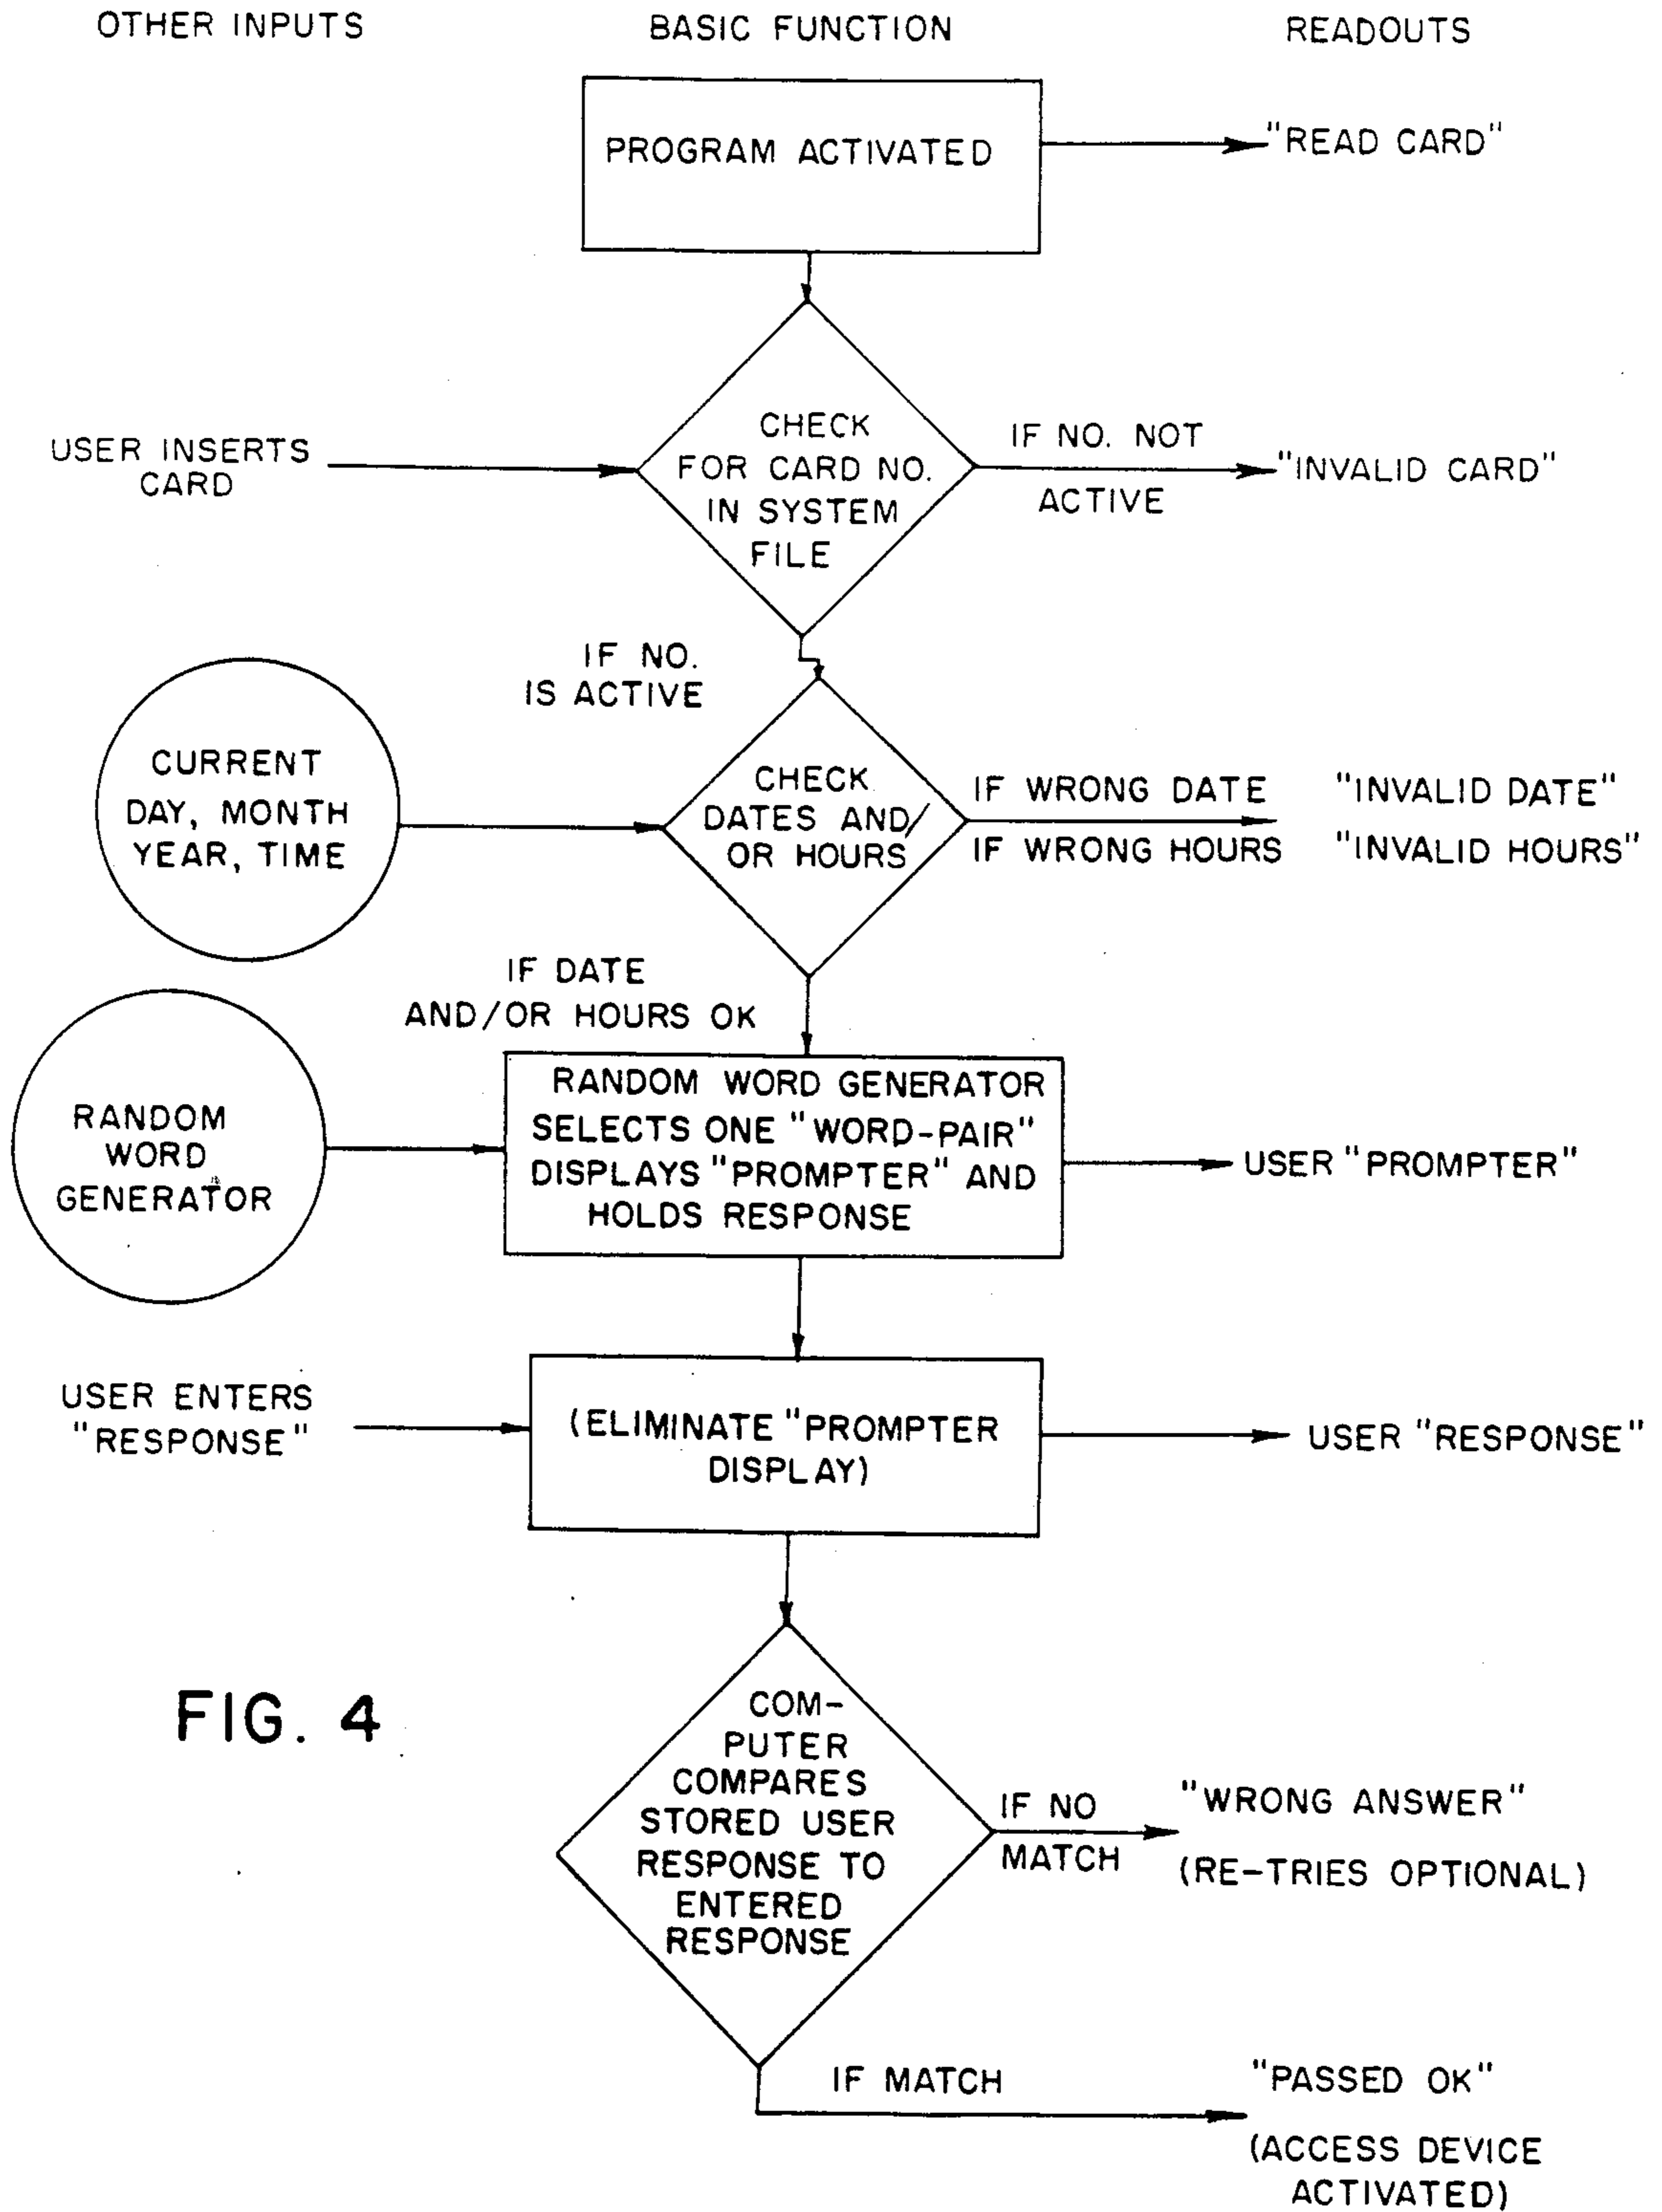 OTHER INPUTS
BASIC FUNCTION
READOUTS
PROGRAM ACTIVATED
"READ CARD"
USER INSERTS
CARD
CHECK
FOR CARD NO.
IN SYSTEM
FILE
IF NO. NOT
ACTIVE
"INVALID CARD"
IF NO.
IS ACTIVE
CURRENT
DAY, MONTH
YEAR, TIME
CHECK
DATES AND/
OR HOURS
IF WRONG DATE
IF WRONG HOURS
"INVALID DATE"
"INVALID HOURS"
IF DATE
AND/OR HOURS OK
RANDOM
WORD
GENERATOR
RANDOM WORD GENERATOR
SELECTS ONE "WORD-PAIR"
DISPLAYS "PROMPTER" AND
HOLDS RESPONSE
USER "PROMPTER"
USER ENTERS
"RESPONSE"
(ELIMINATE "PROMPTER
DISPLAY)
USER "RESPONSE"
FIG. 4
COM-
PUTER
COMPARES
STORED USER
RESPONSE TO
ENTERED
RESPONSE
IF NO
MATCH
"WRONG ANSWER"
(RE-TRIES OPTIONAL)
IF MATCH
"PASSED OK"
(ACCESS DEVICE
ACTIVATED)